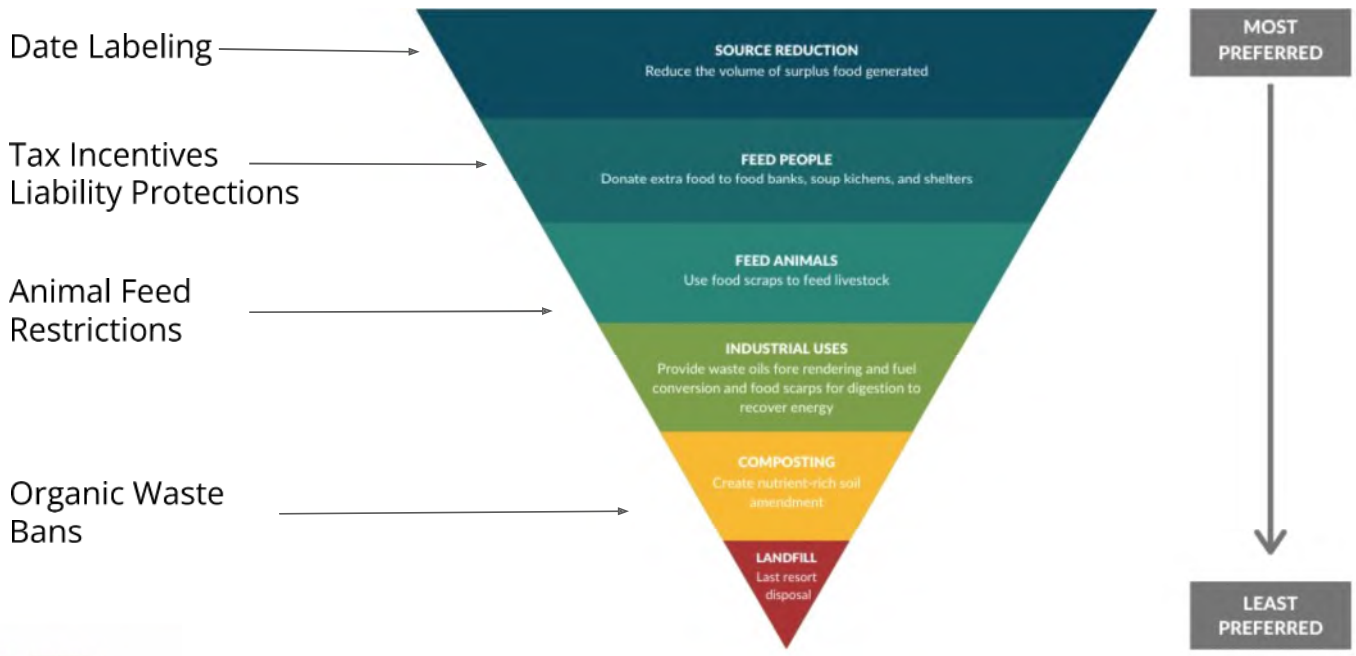 Date Labeling
SOURCE REDUCTION
Reduce the volume of surplus food generated
MOST
PREFERRED
Tax Incentives
Liability Protections
FEED PEOPLE
Donate extra food to food banks, soup kichens, and shelters
Animal Feed
Restrictions
FEED ANIMALS
Use food scraps to feed livestock
INDUSTRIAL USES
Provide waste oils fore rendering and fuel
conversion and food scarps for digestion to
recover energy
Organic Waste
Bans
COMPOSTING
Create nutrient-rich soil
amendment
LANDFILL
Last resort
disposal
LEAST
PREFERRED